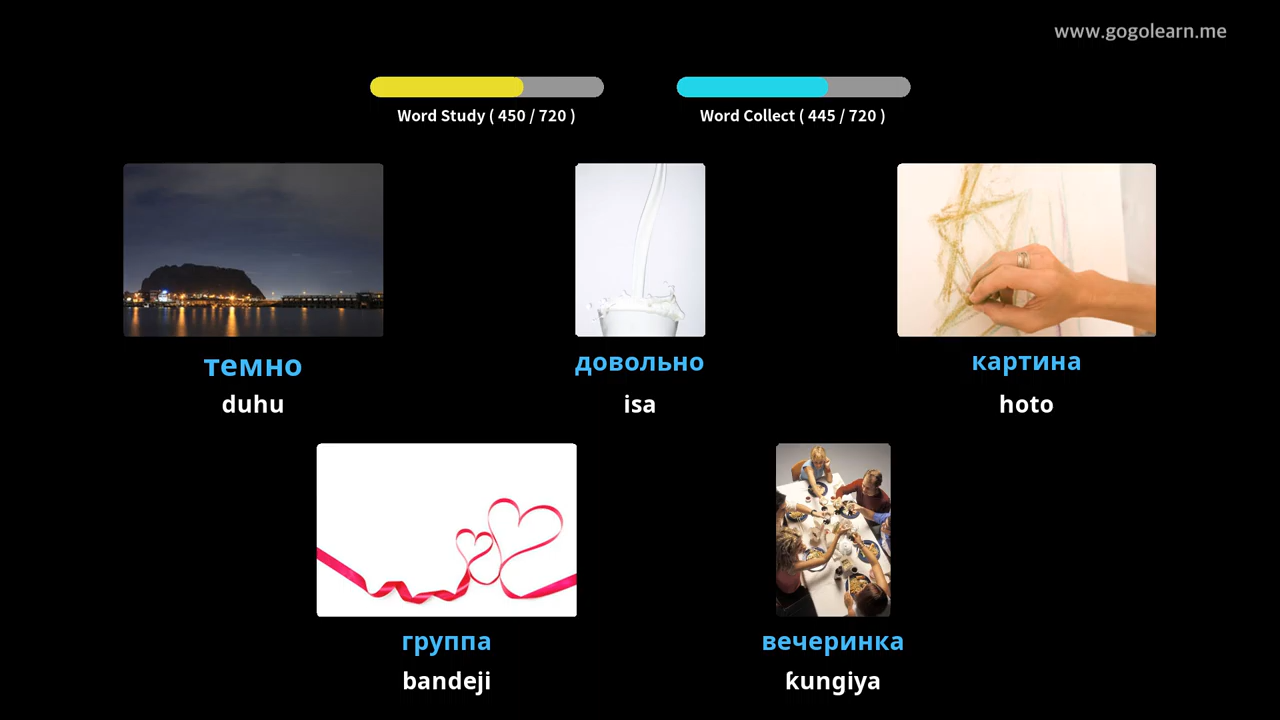 www.gogolearn.me
Word Study ( 450 / 720 )
Word Collect ( 445 / 720 )
темно
duhu
довольно
isa
картина
hoto
группа
bandeji
вечеринка
ƙungiya